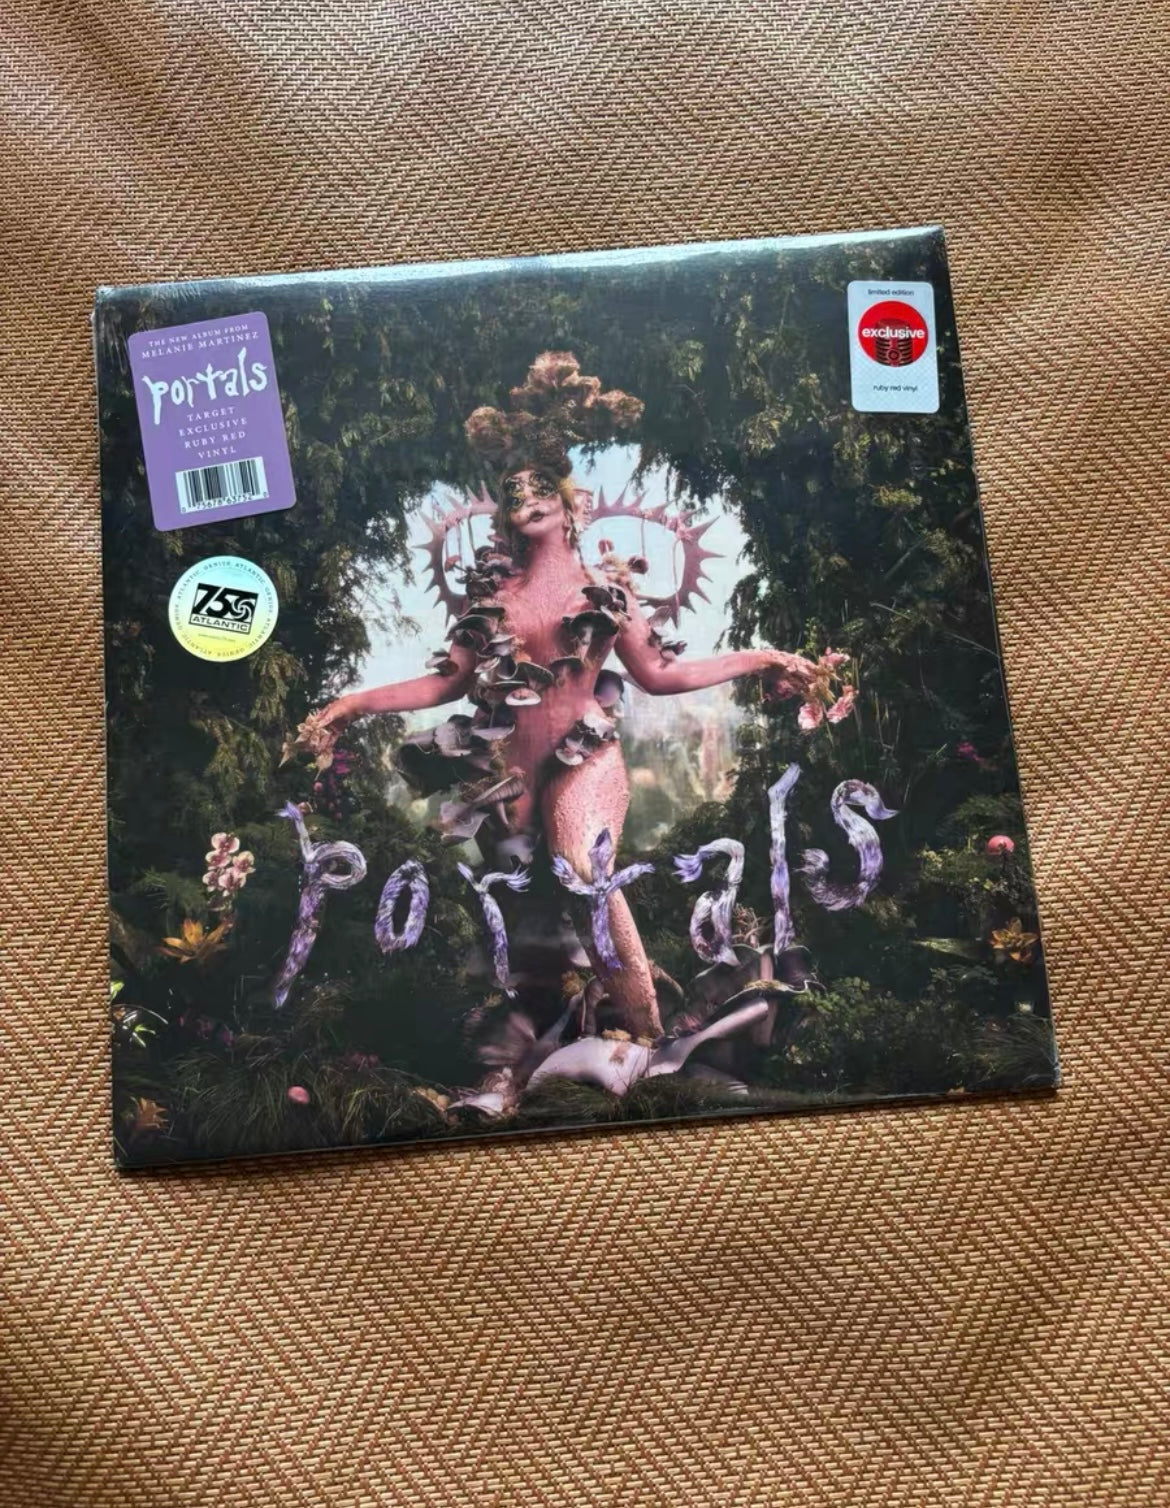 THE NEW ALBUM FROM
MELANIE MARTINEZ
portals
TARGET
EXCLUSIVE
RUBY RED
VINYL
limited edition
exclusive
ruby red vinyl
75
ATLANTIC
portals